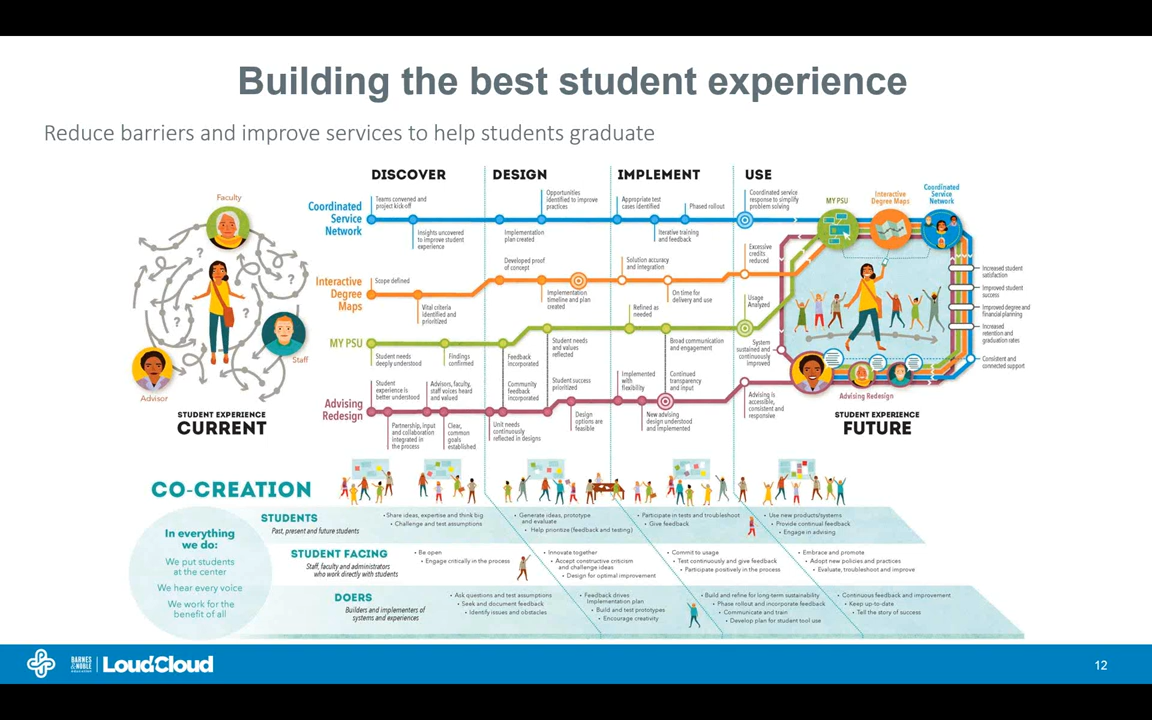 Building the best student experience
Reduce barriers and improve services to help students graduate
Faculty
Staff
Advisor
?
?
?
?
STUDENT EXPERIENCE
CURRENT
DISCOVER
DESIGN
IMPLEMENT
USE
Coordinated
Service
Network
Teams convened and
project kick off
Insights uncovered
to improve student
experience
Implementation
plan created
Opportunities
identified to improve
practices
Appropriate test
cases identified
Iterative training
and feedback
Phased rollout
Coordinated service
response to simplify
problem solving
Interactive
Degree
Maps
Scope defined
Vital criteria
identified and
prioritized
Developed proof
of concept
Implementation
timeline and plan
created
Solution accuracy
and integration
On time for
delivery and use
Excessive
credits
reduced
MY PSU
Student needs
deeply understood
Findings
confirmed
Feedback
incorporated
Student needs
and values
reflected
Refined as
needed
Broad communication
and engagement
Usage
Analyzed
System
sustained and
continuously
improved
Advising
Redesign
Student
experience is
better understood
Partnership, input
and collaboration
integrated in
the process
Advisors, faculty,
staff voices heard
and valued
Clear,
common
goals
established
Unit needs
continuously
reflected in designs
Community
feedback
incorporated
Student success
prioritized
Design
options are
feasible
Implemented
with
flexibility
New advising
design understood
and implemented
Continued
transparency
and input
Advising is
accessible,
consistent and
responsive
MY PSU
Interactive
Degree Maps
Coordinated
Service
Network
Increased student
satisfaction
Improved student
success
Improved degree and
financial planning
Increased
retention and
graduation rates
Consistent and
connected support
Advising Redesign
STUDENT EXPERIENCE
FUTURE
CO-CREATION
In everything
we do:
We put students
at the center
We hear every voice
We work for the
benefit of all
STUDENTS
Past, present and future students
• Share ideas, expertise and think big
• Challenge and test assumptions
• Generate ideas, prototype
and evaluate
• Help prioritize (feedback and testing)
• Participate in tests and troubleshoot
• Give feedback
• Use new products/systems
• Provide continual feedback
• Engage in advising
STUDENT FACING
Staff, faculty and administrators
who work directly with students
• Be open
• Engage critically in the process
• Innovate together
• Accept constructive criticism
and challenge ideas
• Design for optimal improvement
• Commit to usage
• Test continuously and give feedback
• Participate positively in the process
• Embrace and promote
• Adopt new policies and practices
• Evaluate, troubleshoot and improve
DOERS
Builders and implementers of
systems and experiences
• Ask questions and test assumptions
• Seek and document feedback
• Identify issues and obstacles
• Feedback drives
implementation plan
• Build and test prototypes
• Encourage creativity
• Build and refine for long-term sustainability
• Phase rollout and incorporate feedback
• Communicate and train
• Develop plan for student tool use
• Continuous feedback and improvement
• Keep up-to-date
• Tell the story of success
BARNES
& NOBLE
education
LoudCloud
12